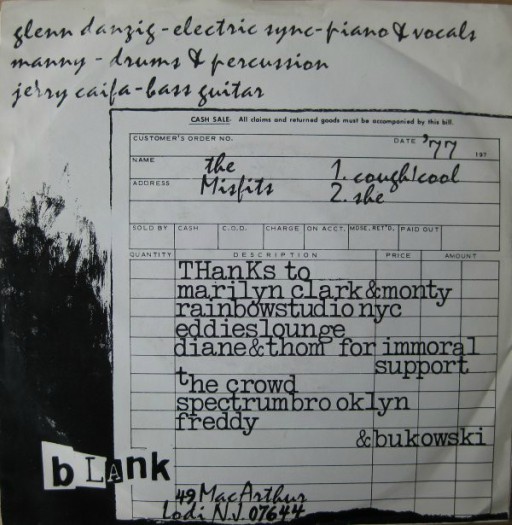 glenn danzig-electric sync-piano & vocals
manny - drums & percussion
jerry caifa-bass guitar
CASH SALE. All claims and returned goods must be accompanied by this bill.
CUSTOMER'S ORDER NO. DATE '77 197
NAME the 1. cough/cool
ADDRESS Misfits 2. she
SOLD BY CASH C.O.D. CHARGE ON ACCT. MDSE. RET'D. PAID OUT
QUANTITY DESCRIPTION PRICE AMOUNT
THanKs to
marilyn clark&monty
rainbowstudio nyc
eddieslounge
diane&thom for immoral
support
the crowd
spectrumbro oklyn
freddy
&bukowski
bLAnk
49 MacArthur
Lodi N.J. 07644